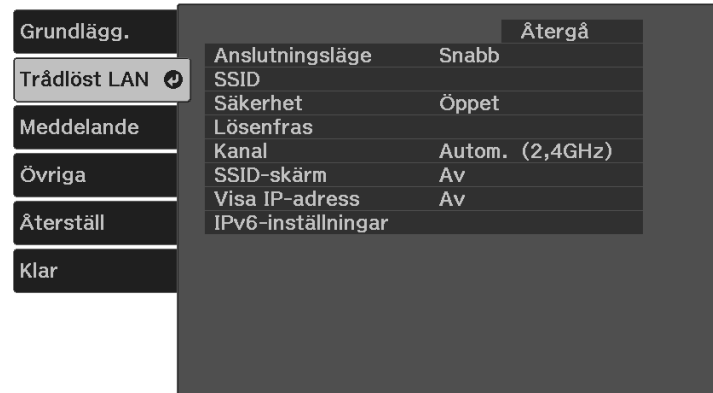 Grundlägg.
Trådlöst LAN
Meddelande
Övriga
Återställ
Klar
Återgå
Anslutningsläge Snabb
SSID
Säkerhet Öppet
Lösenfras
Kanal Autom. (2,4GHz)
SSID-skärm Av
Visa IP-adress Av
IPv6-inställningar